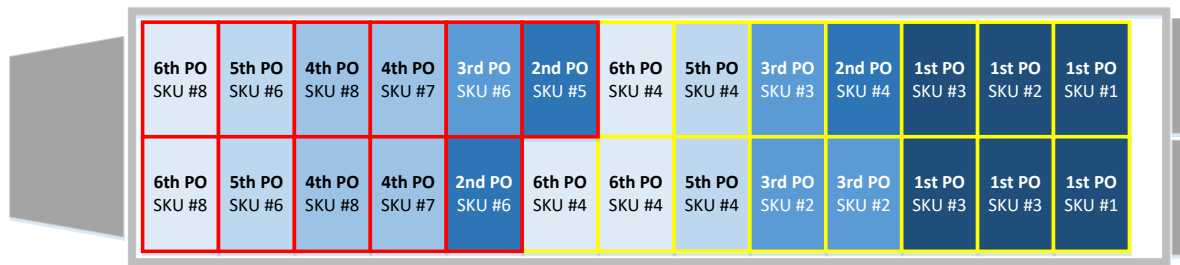 6th PO 5th PO 4th PO 4th PO 3rd PO 2nd PO 6th PO 5th PO 3rd PO 2nd PO 1st PO 1st PO 1st PO
SKU #8 SKU #6 SKU #8 SKU #7 SKU #6 SKU #5 SKU #4 SKU #4 SKU #3 SKU #4 SKU #3 SKU #2 SKU #1
6th PO 5th PO 4th PO 4th PO 2nd PO 6th PO 6th PO 5th PO 3rd PO 3rd PO 1st PO 1st PO 1st PO
SKU #8 SKU #6 SKU #8 SKU #7 SKU #6 SKU #4 SKU #4 SKU #4 SKU #2 SKU #2 SKU #3 SKU #3 SKU #1